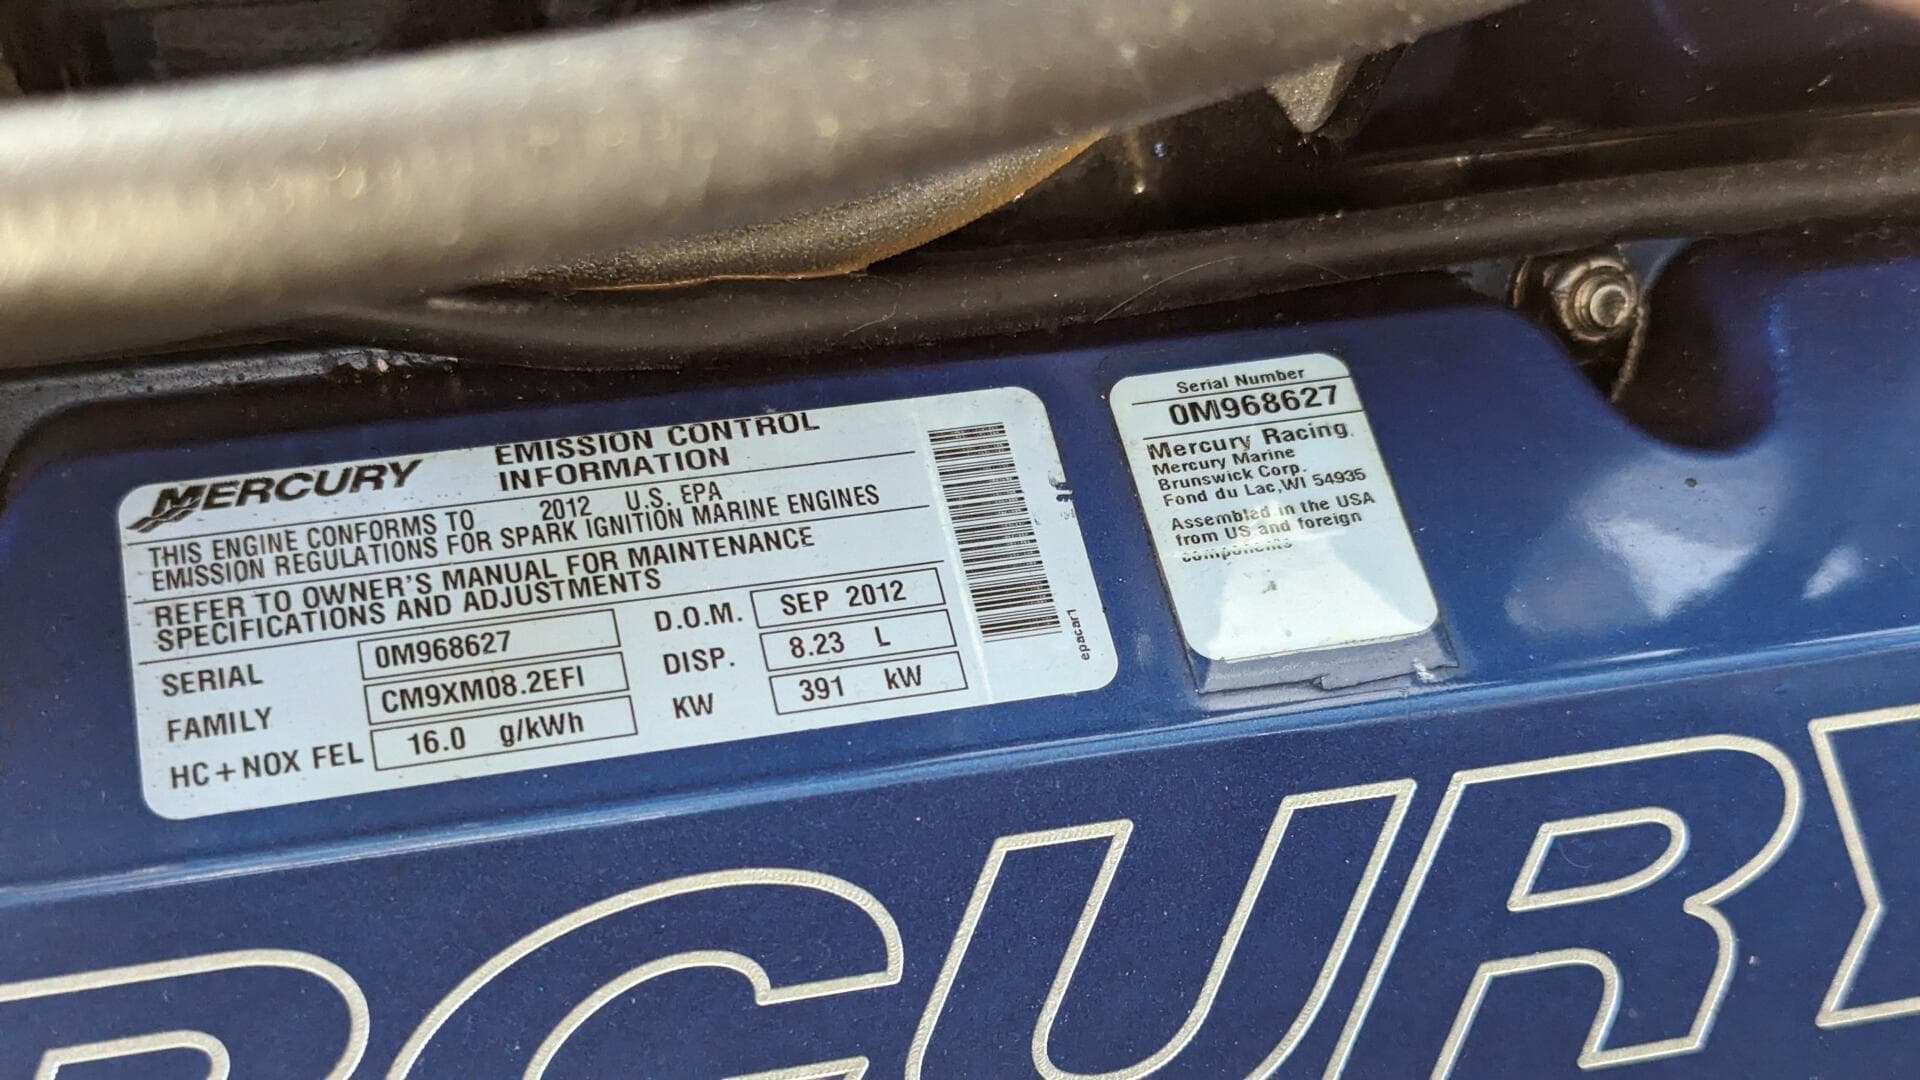 MERCURY
EMISSION CONTROL
INFORMATION
THIS ENGINE CONFORMS TO 2012 U.S. EPA
EMISSION REGULATIONS FOR SPARK IGNITION MARINE ENGINES
REFER TO OWNER'S MANUAL FOR MAINTENANCE
SPECIFICATIONS AND ADJUSTMENTS
SERIAL 0M968627 D.O.M. SEP 2012
FAMILY CM9XM08.2EFI DISP. 8.23 L
HC + NOX FEL 16.0 g/kWh KW 391 kW
epacar1
Serial Number
0M968627
Mercury Racing
Mercury Marine
Brunswick Corp.
Fond du Lac,WI 54935
Assembled in the USA
from US and foreign
components
RCURY